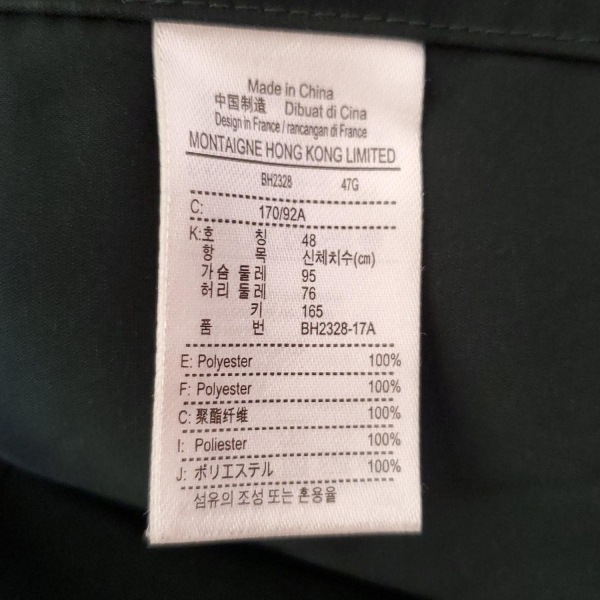 Made in China
中国制造 Dibuat di Cina
Design in France / rancangan di France
MONTAIGNE HONG KONG LIMITED
BH2328 47G
C: 170/92A
K:호 칭 48
항 목 신체치수(cm)
가슴 둘레 95
허리 둘레 76
키 165
품 번 BH2328-17A
E: Polyester 100%
F: Polyester 100%
C: 聚酯纤维 100%
I: Poliester 100%
J: ポリエステル 100%
섬유의 조성 또는 혼용율